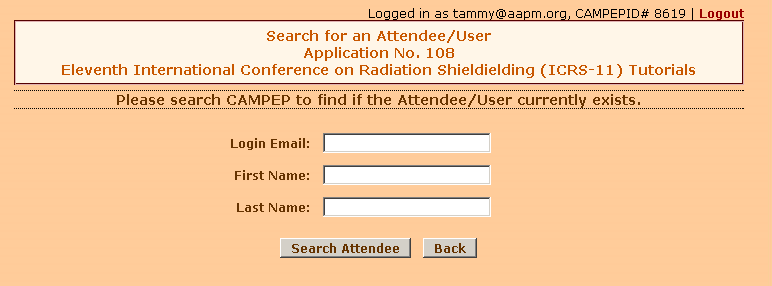 Logged in as tammy@aapm.org, CAMPEPID# 8619 | Logout
Search for an Attendee/User
Application No. 108
Eleventh International Conference on Radiation Shieldielding (ICRS-11) Tutorials
Please search CAMPEP to find if the Attendee/User currently exists.
Login Email:
First Name:
Last Name:
Search Attendee Back